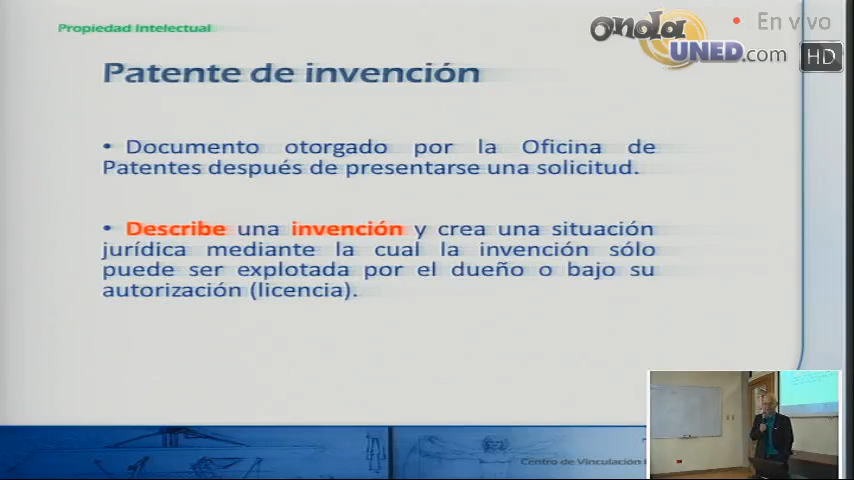 Propiedad Intelectual
onda
UNED.com
En vivo
HD
Patente de invención
• Documento otorgado por la Oficina de
Patentes después de presentarse una solicitud.
• Describe una invención y crea una situación
jurídica mediante la cual la invención sólo
puede ser explotada por el dueño o bajo su
autorización (licencia).
Centro de Vinculación